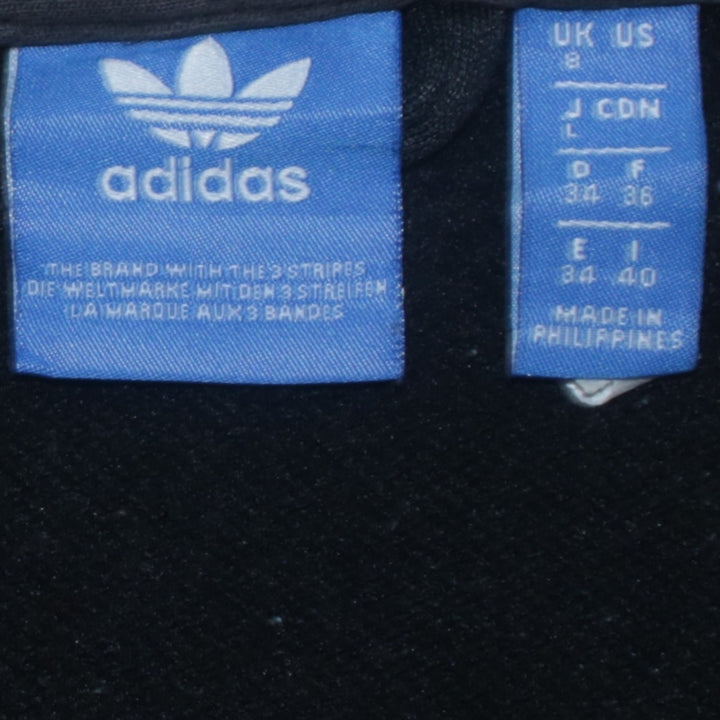 adidas
THE BRAND WITH THE 3 STRIPES
DIE WELTMARKE MIT DEN 3 STREIFEN
LA MARQUE AUX 3 BANDES
UK US
8
J CDN
L
D F
34 36
E I
34 40
MADE IN
PHILIPPINES